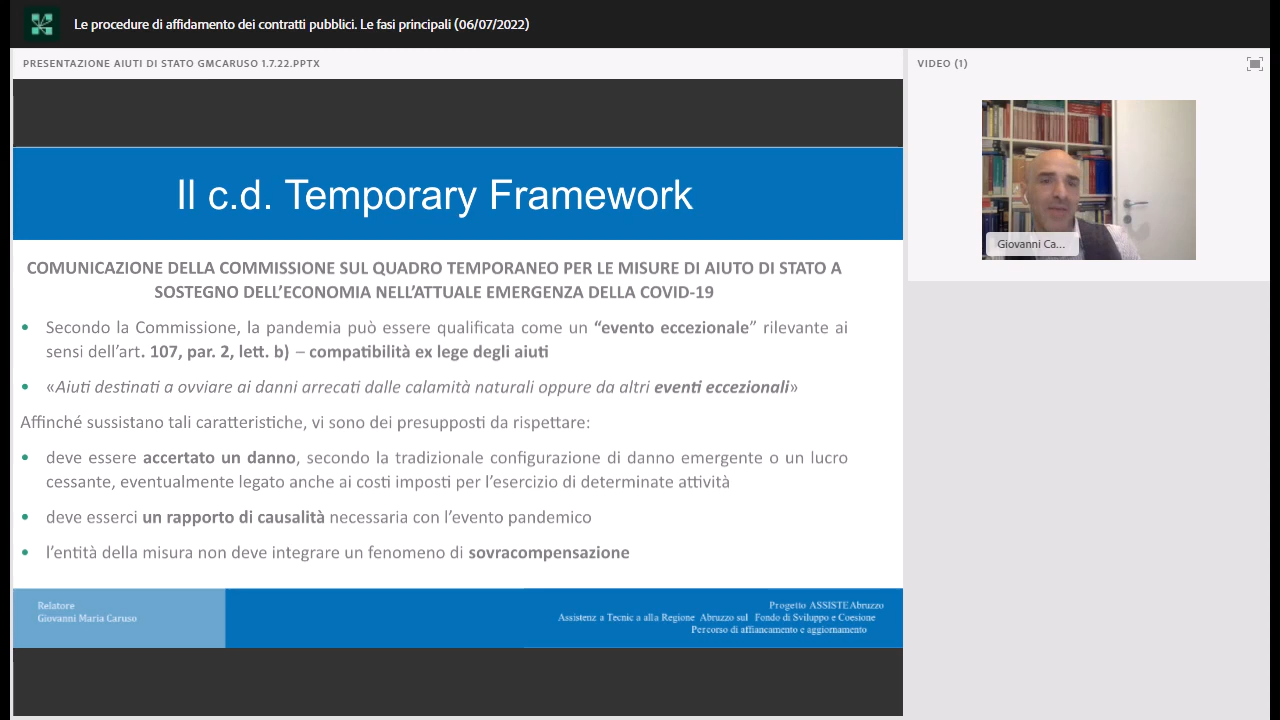 Le procedure di affidamento dei contratti pubblici. Le fasi principali (06/07/2022)
PRESENTAZIONE AIUTI DI STATO GMCARUSO 1.7.22.PPTX
VIDEO (1)
Il c.d. Temporary Framework
COMUNICAZIONE DELLA COMMISSIONE SUL QUADRO TEMPORANEO PER LE MISURE DI AIUTO DI STATO A
SOSTEGNO DELL'ECONOMIA NELL'ATTUALE EMERGENZA DELLA COVID-19
• Secondo la Commissione, la pandemia può essere qualificata come un “evento eccezionale” rilevante ai
sensi dell'art. 107, par. 2, lett. b) – compatibilità ex lege degli aiuti
• «Aiuti destinati a ovviare ai danni arrecati dalle calamità naturali oppure da altri eventi eccezionali»
Affinché sussistano tali caratteristiche, vi sono dei presupposti da rispettare:
• deve essere accertato un danno, secondo la tradizionale configurazione di danno emergente o un lucro
cessante, eventualmente legato anche ai costi imposti per l'esercizio di determinate attività
• deve esserci un rapporto di causalità necessaria con l'evento pandemico
• l'entità della misura non deve integrare un fenomeno di sovracompensazione
Relatore
Giovanni Maria Caruso
Progetto ASSISTEAbruzzo
Assistenz a Tecnic a alla Regione Abruzzo sul Fondo di Sviluppo e Coesione
Percorso di affiancamento e aggiornamento
Giovanni Ca...